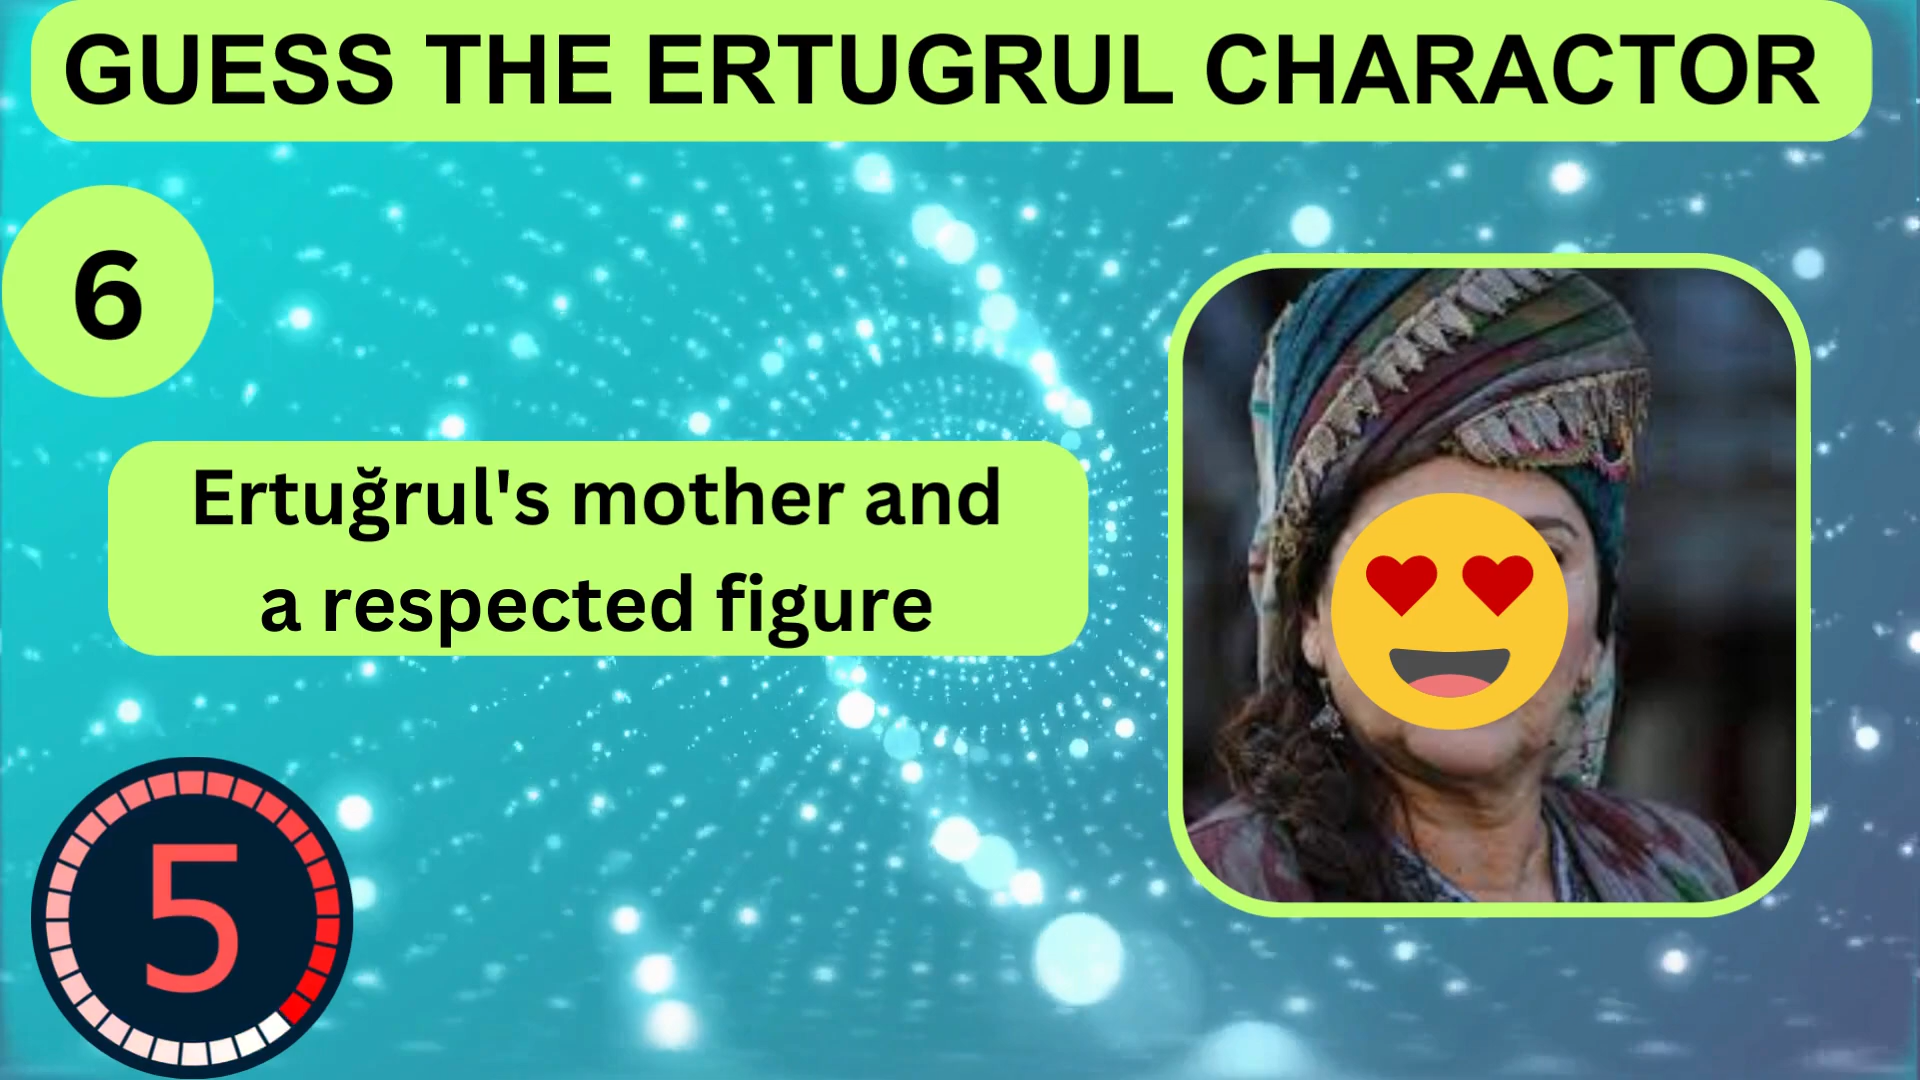 GUESS THE ERTUGRUL CHARACTOR
6
Ertuğrul's mother and
a respected figure
5